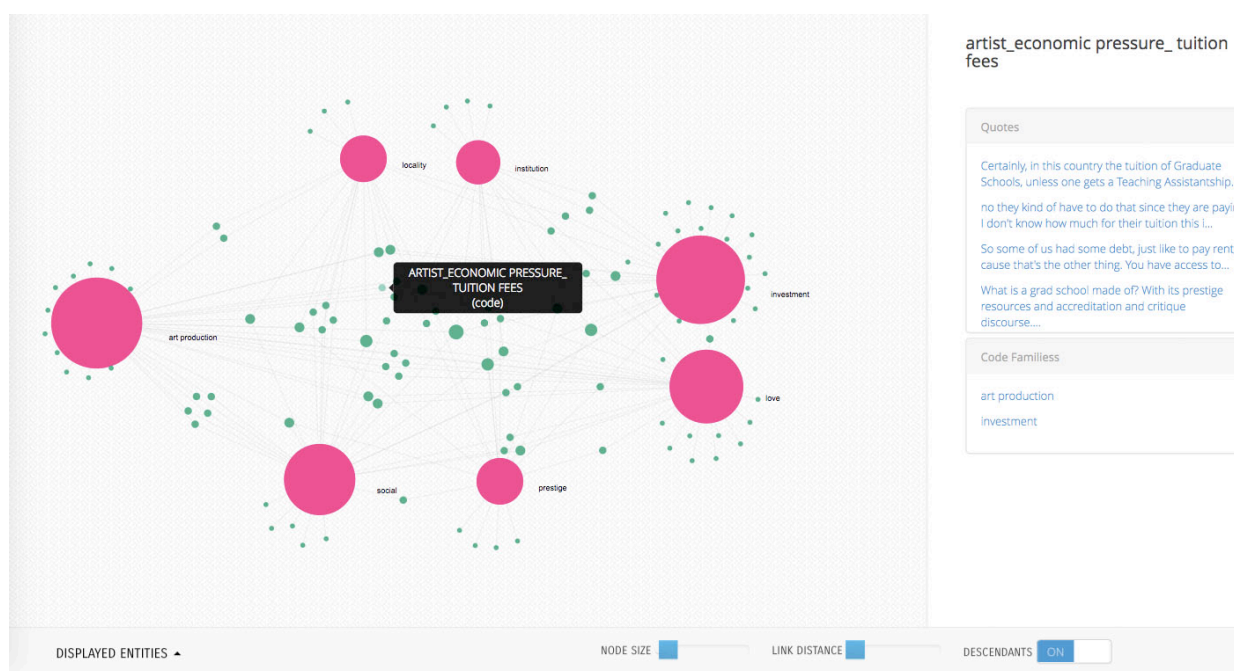 artist_economic pressure_ tuition
fees
locality
institution
ARTIST_ECONOMIC PRESSURE_
TUITION FEES
(code)
investment
art production
love
social
prestige
Quotes
Certainly, in this country the tuition of Graduate
Schools, unless one gets a Teaching Assistantship.
no they kind of have to do that since they are
I don't know how much for their tuition this i...
So some of us had some debt, just like to pay rent
cause that's the other thing. You have access to...
What is a grad school made of? With its prestige
resources and accreditation and critique
discourse....
Code Familiess
art production
investment
DISPLAYED ENTITIES
NODE SIZE
LINK DISTANCE
DESCENDANTS ON